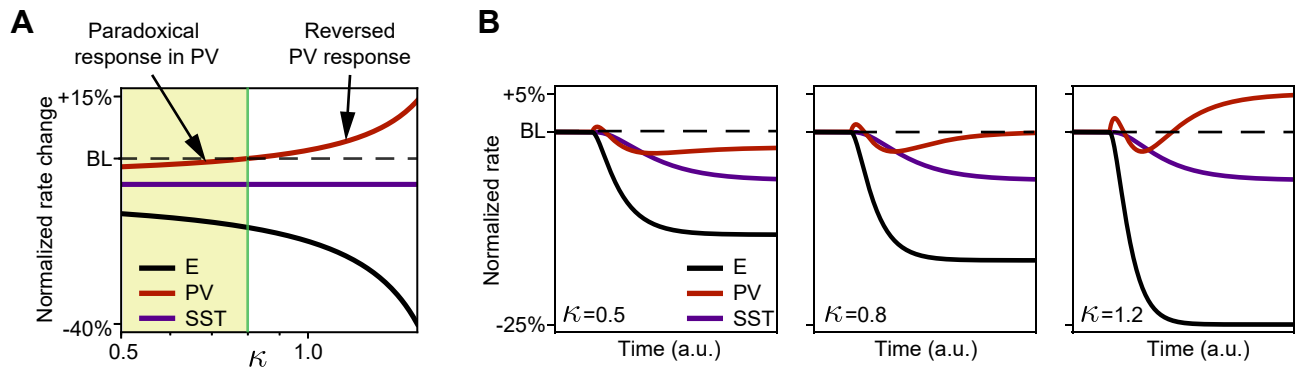 A
Paradoxical
response in PV
Reversed
PV response
Normalized rate change
+15%
BL
-40%
E
PV
SST
0.5
κ
1.0
B
Normalized rate
+5%
BL
-25%
κ=0.5
E
PV
SST
Time (a.u.)
κ=0.8
Time (a.u.)
κ=1.2
Time (a.u.)